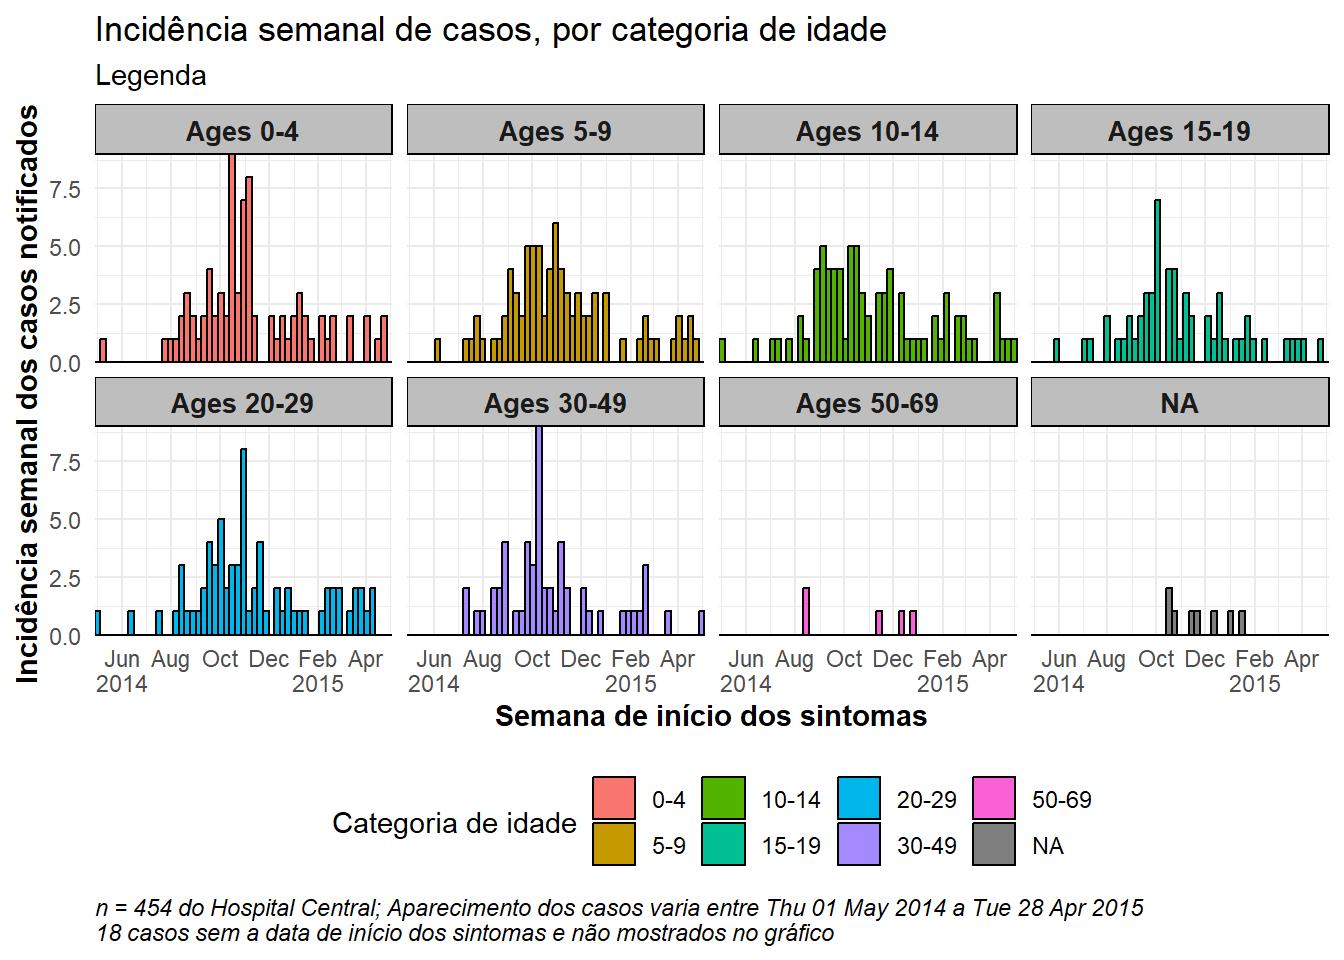 Incidência semanal de casos, por categoria de idade
Legenda
Incidência semanal dos casos notificados
Ages 0-4
Ages 5-9
Ages 10-14
Ages 15-19
7.5
5.0
2.5
0.0
Ages 20-29
Ages 30-49
Ages 50-69
NA
7.5
5.0
2.5
0.0
Jun Aug Oct Dec Feb Apr
2014 2015
Jun Aug Oct Dec Feb Apr
2014 2015
Jun Aug Oct Dec Feb Apr
2014 2015
Jun Aug Oct Dec Feb Apr
2014 2015
Semana de início dos sintomas
Categoria de idade
0-4
10-14
20-29
50-69
5-9
15-19
30-49
NA
n = 454 do Hospital Central; Aparecimento dos casos varia entre Thu 01 May 2014 a Tue 28 Apr 2015
18 casos sem a data de início dos sintomas e não mostrados no gráfico